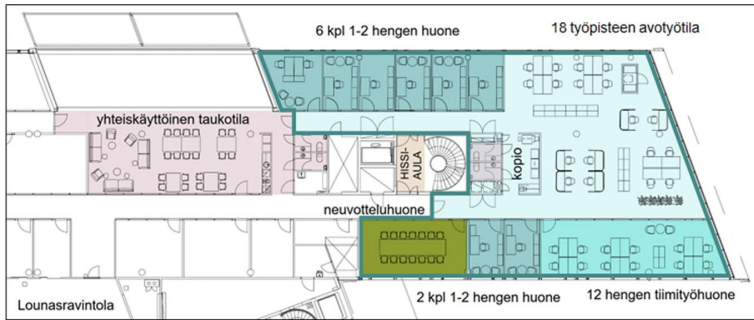 6 kpl 1-2 hengen huone
18 työpisteen avotyötila
yhteiskäyttöinen taukotila
HISSI-
AULA
kopio
neuvotteluhuone
Lounasravintola
2 kpl 1-2 hengen huone
12 hengen tiimityöhuone